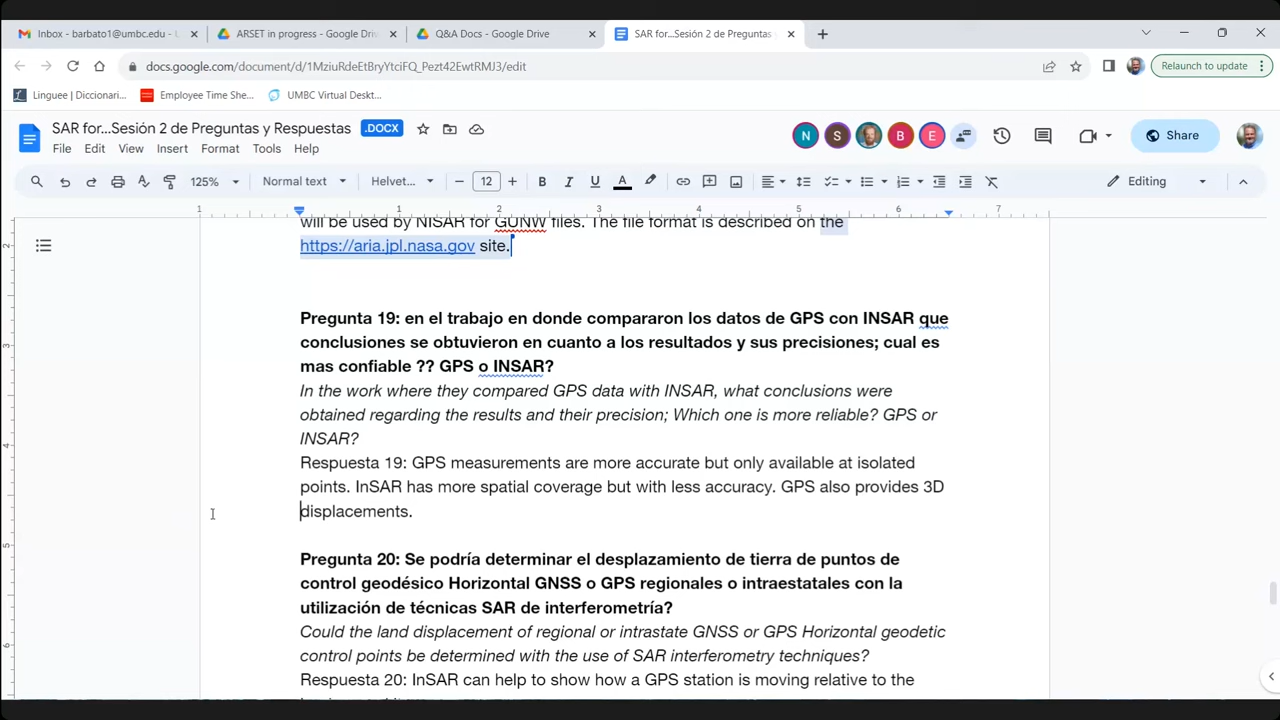 Inbox - barbato1@umbc.edu -
ARSET in progress - Google Driv
Q&A Docs - Google Drive
SAR for...Sesión 2 de Preguntas y
docs.google.com/document/d/1MziuRdeEtBryYtciFQ_Pezt42EwtRMJ3/edit
Relaunch to update
Linguee | Diccionari...
Employee Time She...
UMBC Virtual Deskt...
SAR for...Sesión 2 de Preguntas y Respuestas
.DOCX
N S B E
Share
File Edit View Insert Format Tools Help
125% Normal text Helvet... 12 Editing
1 1 2 3 4 5 6 7
will be used by NISAR for GUNW files. The file format is described on the
https://aria.jpl.nasa.gov site.
Pregunta 19: en el trabajo en donde compararon los datos de GPS con INSAR que
conclusiones se obtuvieron en cuanto a los resultados y sus precisiones; cual es
mas confiable ?? GPS o INSAR?
In the work where they compared GPS data with INSAR, what conclusions were
obtained regarding the results and their precision; Which one is more reliable? GPS or
INSAR?
Respuesta 19: GPS measurements are more accurate but only available at isolated
points. InSAR has more spatial coverage but with less accuracy. GPS also provides 3D
displacements.
Pregunta 20: Se podría determinar el desplazamiento de tierra de puntos de
control geodésico Horizontal GNSS o GPS regionales o intraestatales con la
utilización de técnicas SAR de interferometría?
Could the land displacement of regional or intrastate GNSS or GPS Horizontal geodetic
control points be determined with the use of SAR interferometry techniques?
Respuesta 20: InSAR can help to show how a GPS station is moving relative to the